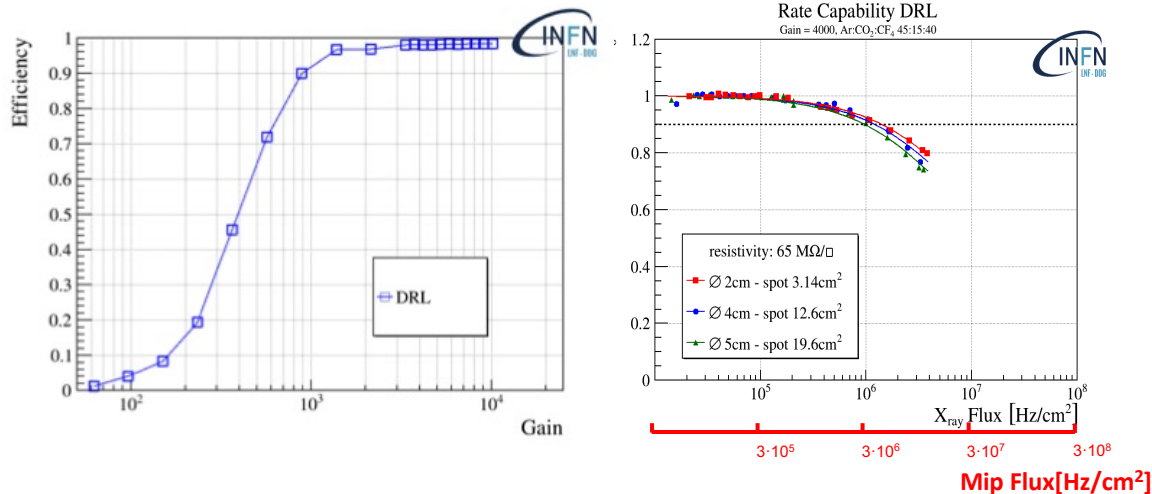 INFN
LNF - DDG
Efficiency
1
0.9
0.8
0.7
0.6
0.5
0.4
0.3
0.2
0.1
0
DRL
10²
10³
10⁴
Gain
Rate Capability DRL
Gain = 4000, Ar:CO₂:CF₄ 45:15:40
INFN
LNF - DDG
1.2
1
0.8
0.6
0.4
0.2
0
resistivity: 65 MΩ/□
∅ 2cm - spot 3.14cm²
∅ 4cm - spot 12.6cm²
∅ 5cm - spot 19.6cm²
10⁵
10⁶
10⁷
10⁸
Xray Flux [Hz/cm²]
3·10⁵
3·10⁶
3·10⁷
3·10⁸
Mip Flux[Hz/cm²]